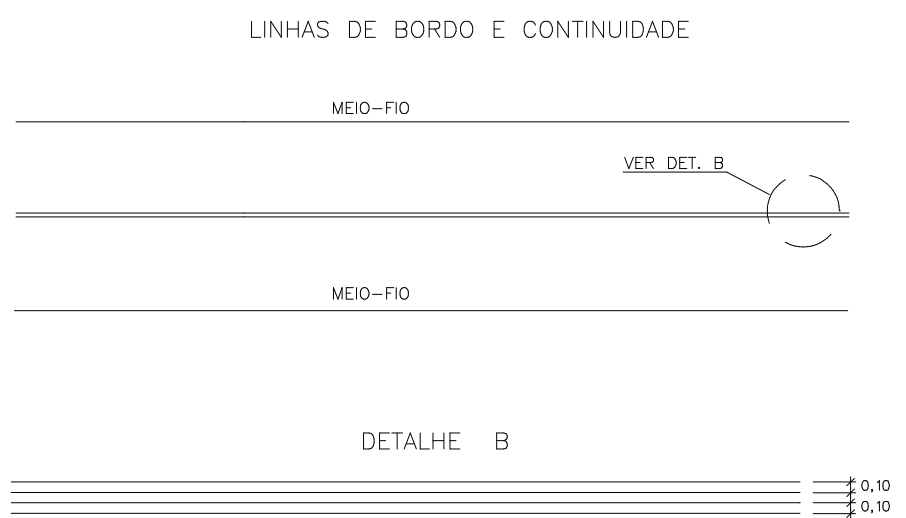 LINHAS DE BORDO E CONTINUIDADE
MEIO-FIO
VER DET. B
MEIO-FIO
DETALHE B
0,10
0,10